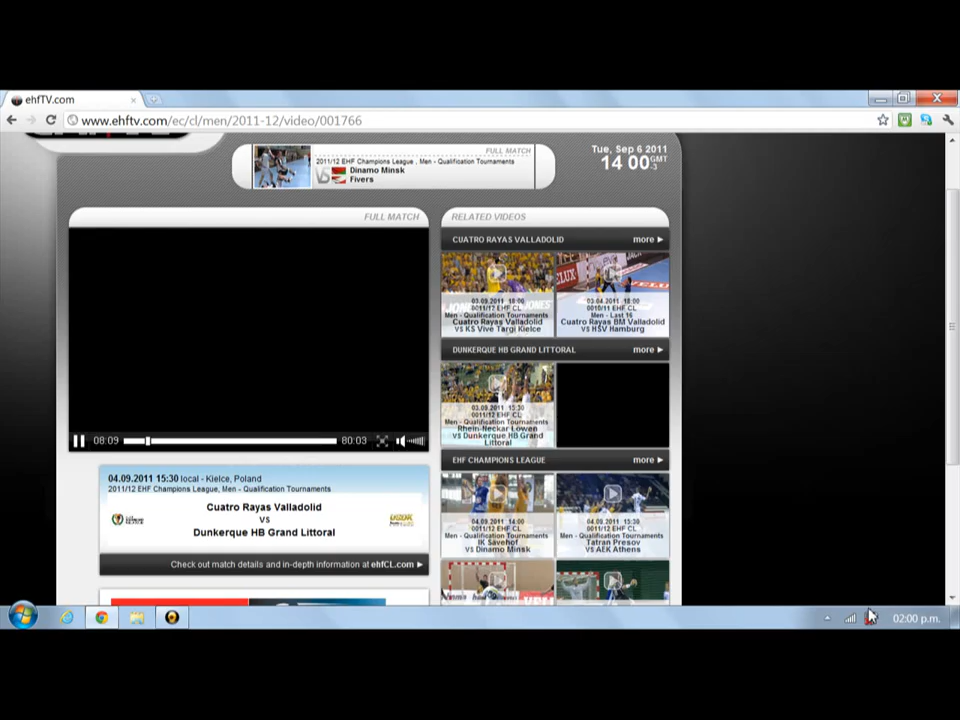 ehfTV.com
www.ehftv.com/ec/cl/men/2011-12/video/001766
FULL MATCH
2011/12 EHF Champions League , Men - Qualification Tournaments
VS
Dinamo Minsk
Fivers
Tue, Sep 6 2011
14 00 GMT -3
FULL MATCH
08:09
80:03
04.09.2011 15:30 local - Kielce, Poland
2011/12 EHF Champions League, Men - Qualification Tournaments
Cuatro Rayas Valladolid
VS
Dunkerque HB Grand Littoral
Check out match details and in-depth information at ehfCL.com
RELATED VIDEOS
CUATRO RAYAS VALLADOLID
more
03.09.2011 18:00
0011/12 EHF CL
Men - Qualification Tournaments
Cuatro Rayas Valladolid
VS KS Vive Targi Kielce
03.04.2011 18:00
0010/11 EHF CL
Men - Last 16
Cuatro Rayas BM Valladolid
VS HSV Hamburg
DUNKERQUE HB GRAND LITTORAL
more
03.09.2011 15:30
0011/12 EHF CL
Men - Qualification Tournaments
Rhein-Neckar Löwen
VS Dunkerque HB Grand
Littoral
EHF CHAMPIONS LEAGUE
more
04.09.2011 14:00
0011/12 EHF CL
Men - Qualification Tournaments
IK Savehof
VS Dinamo Minsk
04.09.2011 15:30
0011/12 EHF CL
Men - Qualification Tournaments
Tatran Presov
VS AEK Athens
02:00 p.m.